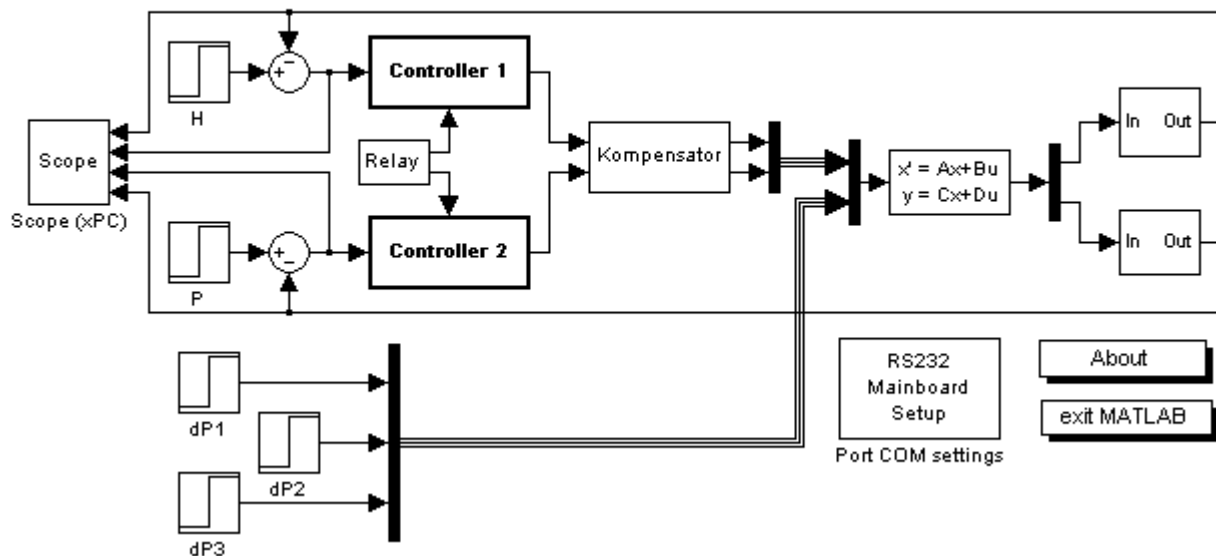 H
Controller 1
Scope
Scope (xPC)
Relay
Kompensator
x' = Ax+Bu
y = Cx+Du
In Out
In Out
Controller 2
P
dP1
dP2
dP3
RS232
Mainboard
Setup
Port COM settings
About
exit MATLAB